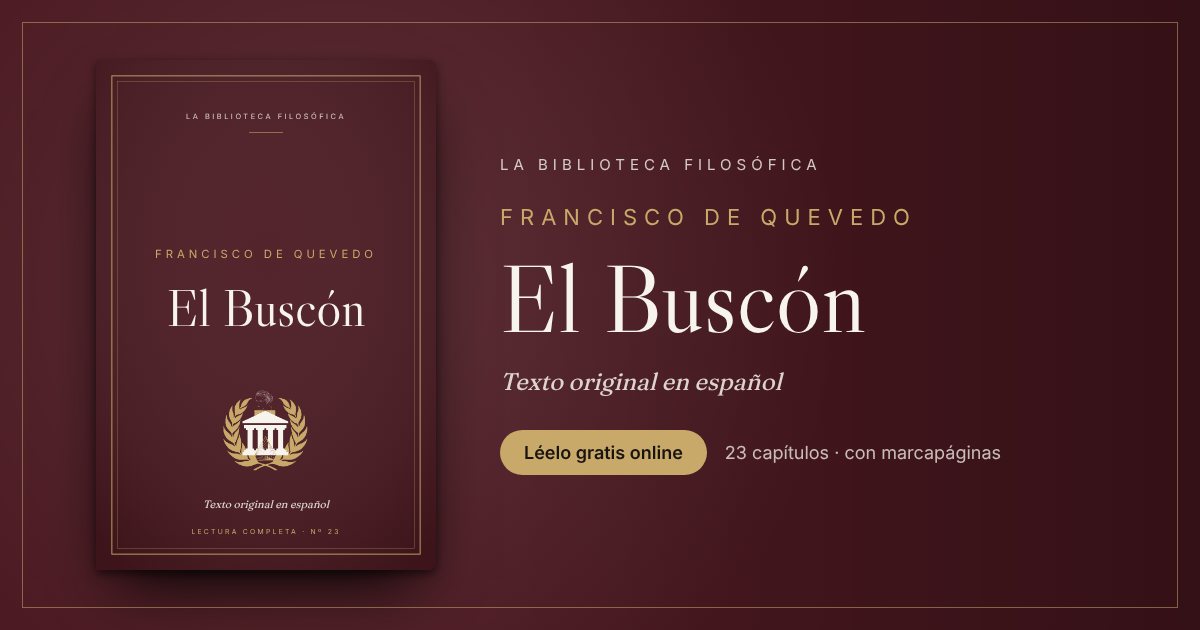 LA BIBLIOTECA FILOSÓFICA
FRANCISCO DE QUEVEDO
El Buscón
Texto original en español
LECTURA COMPLETA · Nº 23
LA BIBLIOTECA FILOSÓFICA
FRANCISCO DE QUEVEDO
El Buscón
Texto original en español
Léelo gratis online
23 capítulos · con marcapáginas